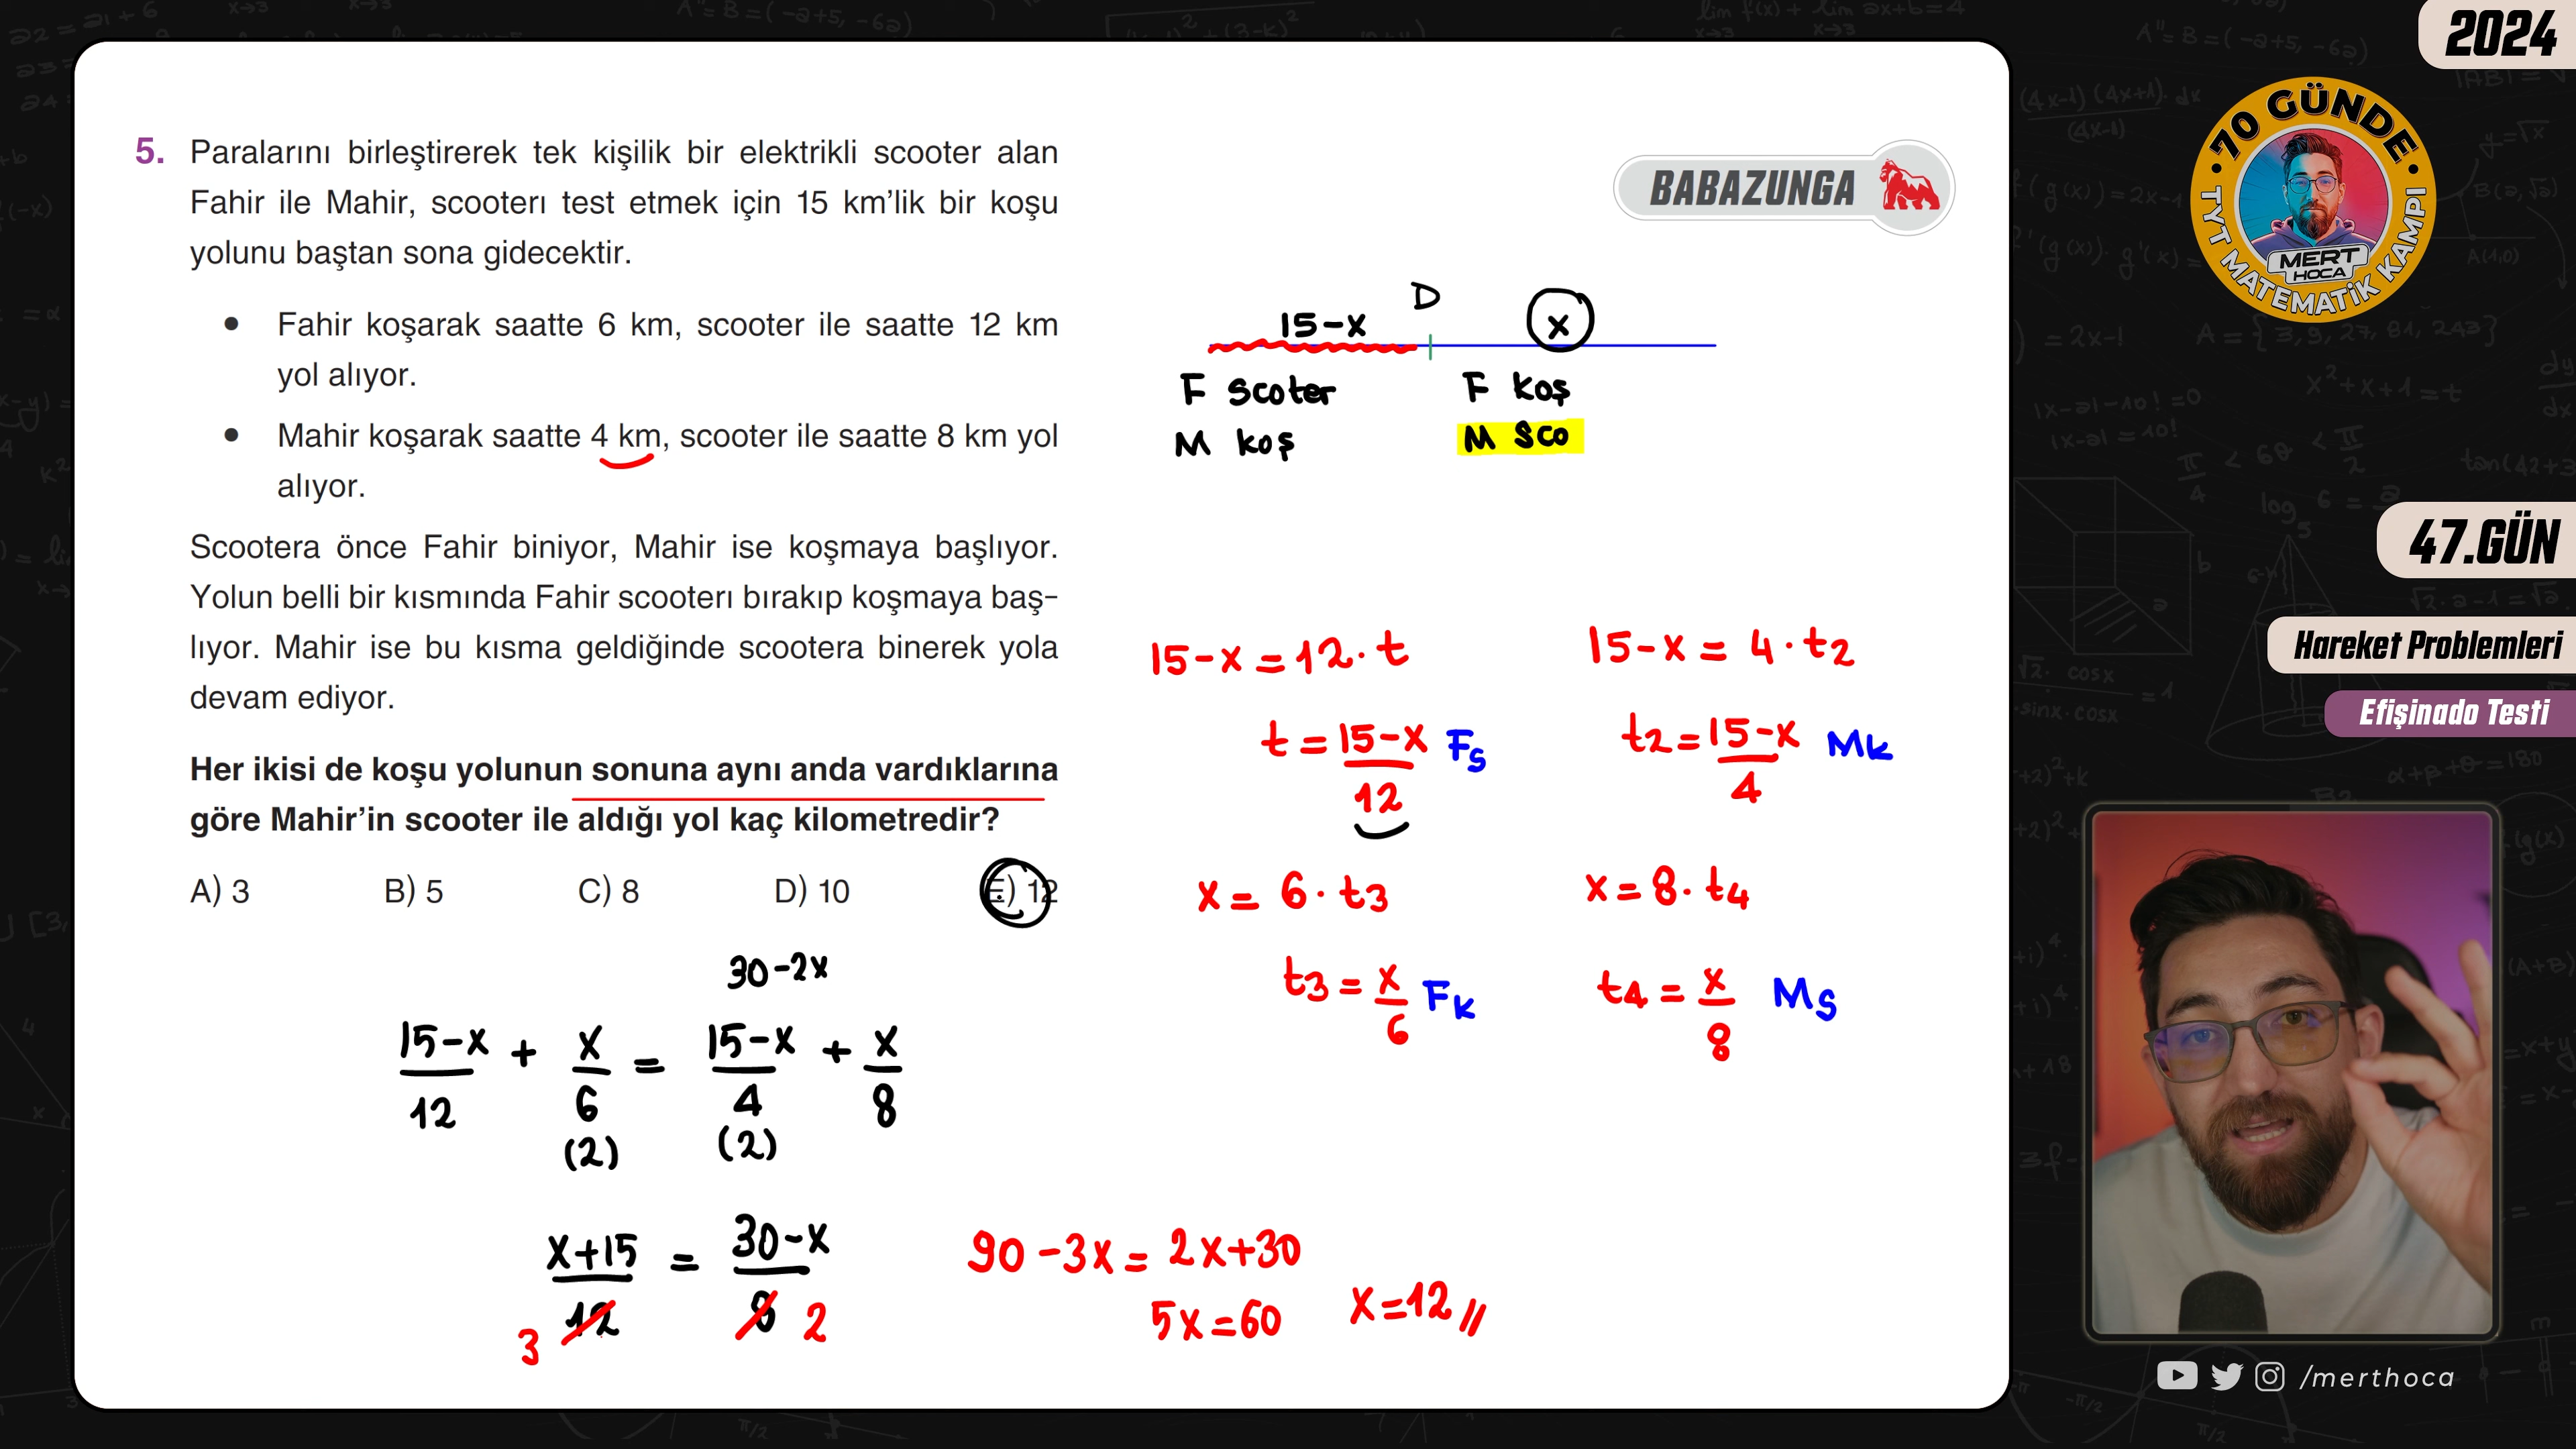 2024
70 GÜNDE
TYT MATEMATİK KAMPI
MERT
HOCA
BABAZUNGA
5. Paralarını birleştirerek tek kişilik bir elektrikli scooter alan
Fahir ile Mahir, scooterı test etmek için 15 km'lik bir koşu
yolunu baştan sona gidecektir.
• Fahir koşarak saatte 6 km, scooter ile saatte 12 km
yol alıyor.
• Mahir koşarak saatte 4 km, scooter ile saatte 8 km yol
alıyor.
Scootera önce Fahir biniyor, Mahir ise koşmaya başlıyor.
Yolun belli bir kısmında Fahir scooterı bırakıp koşmaya baş-
lıyor. Mahir ise bu kısma geldiğinde scootera binerek yola
devam ediyor.
Her ikisi de koşu yolunun sonuna aynı anda vardıklarına
göre Mahir'in scooter ile aldığı yol kaç kilometredir?
A) 3 B) 5 C) 8 D) 10 E) 12
15-x D x
F scoter F koş
M koş M Sco
15-x = 12 · t 15-x = 4 · t2
t = 15-x/12 Fs t2 = 15-x/4 Mk
x = 6 · t3 x = 8 · t4
t3 = x/6 Fk t4 = x/8 Ms
30-2x
15-x/12 + x/6 = 15-x/4 + x/8
(2) (2)
x+15/12 = 30-x/8
3 2
90-3x = 2x+30
5x=60 x=12 //
47.GÜN
Hareket Problemleri
Efişinado Testi
/merthoca